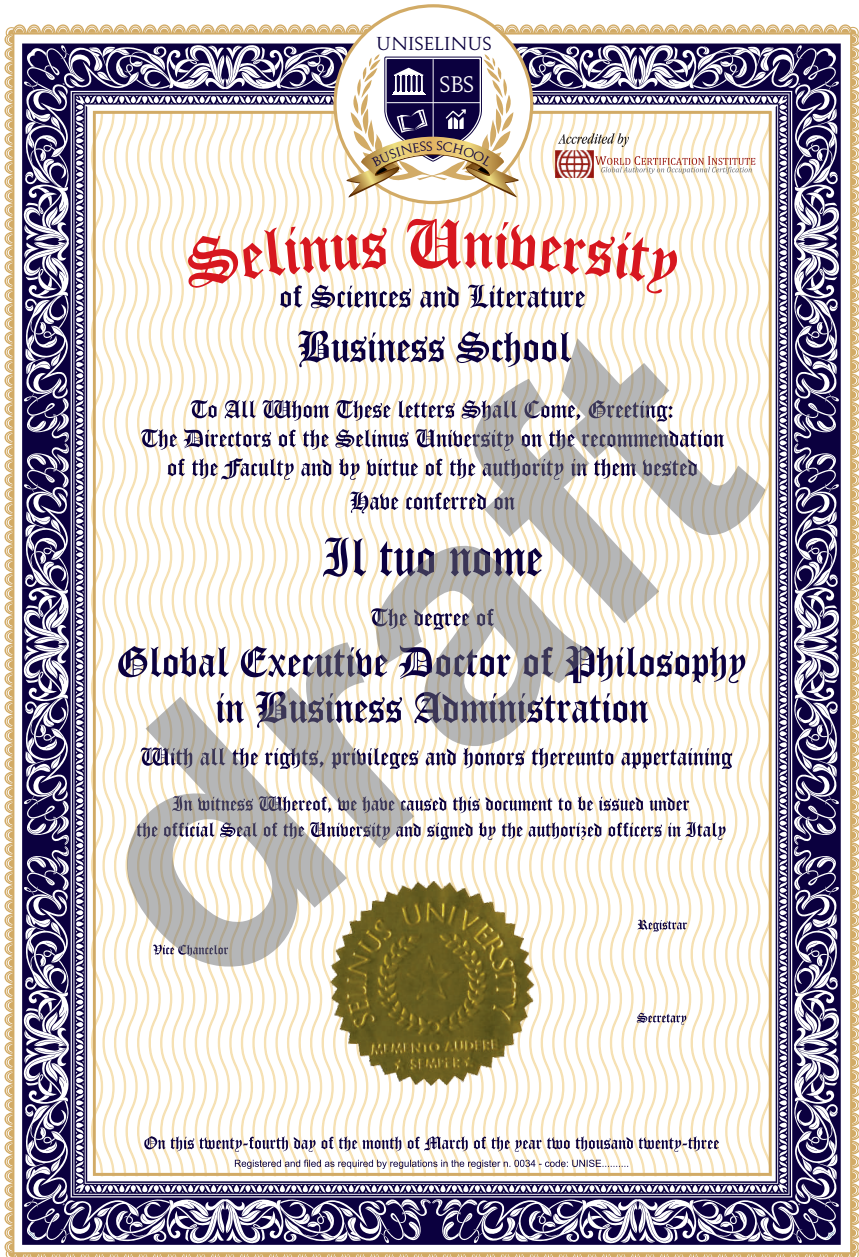 UNISELINUS
SBS
BUSINESS SCHOOL
Accredited by
WORLD CERTIFICATION INSTITUTE
Global Authority on Occupational Certification
Selinus University
of Sciences and Literature
Business School
To All Whom These letters Shall Come, Greeting:
The Directors of the Selinus University on the recommendation
of the Faculty and by virtue of the authority in them vested
Have conferred on
Il tuo nome
The degree of
Global Executive Doctor of Philosophy
in Business Administration
With all the rights, privileges and honors thereunto appertaining
In witness Whereof, we have caused this document to be issued under
the official Seal of the University and signed by the authorized officers in Italy
draft
Registrar
Vice Chancelor
SELINUS UNIVERSITY
MEMENTO AUDERE
SEMPER
Secretary
On this twenty-fourth day of the month of March of the year two thousand twenty-three
Registered and filed as required by regulations in the register n. 0034 - code: UNISE.........